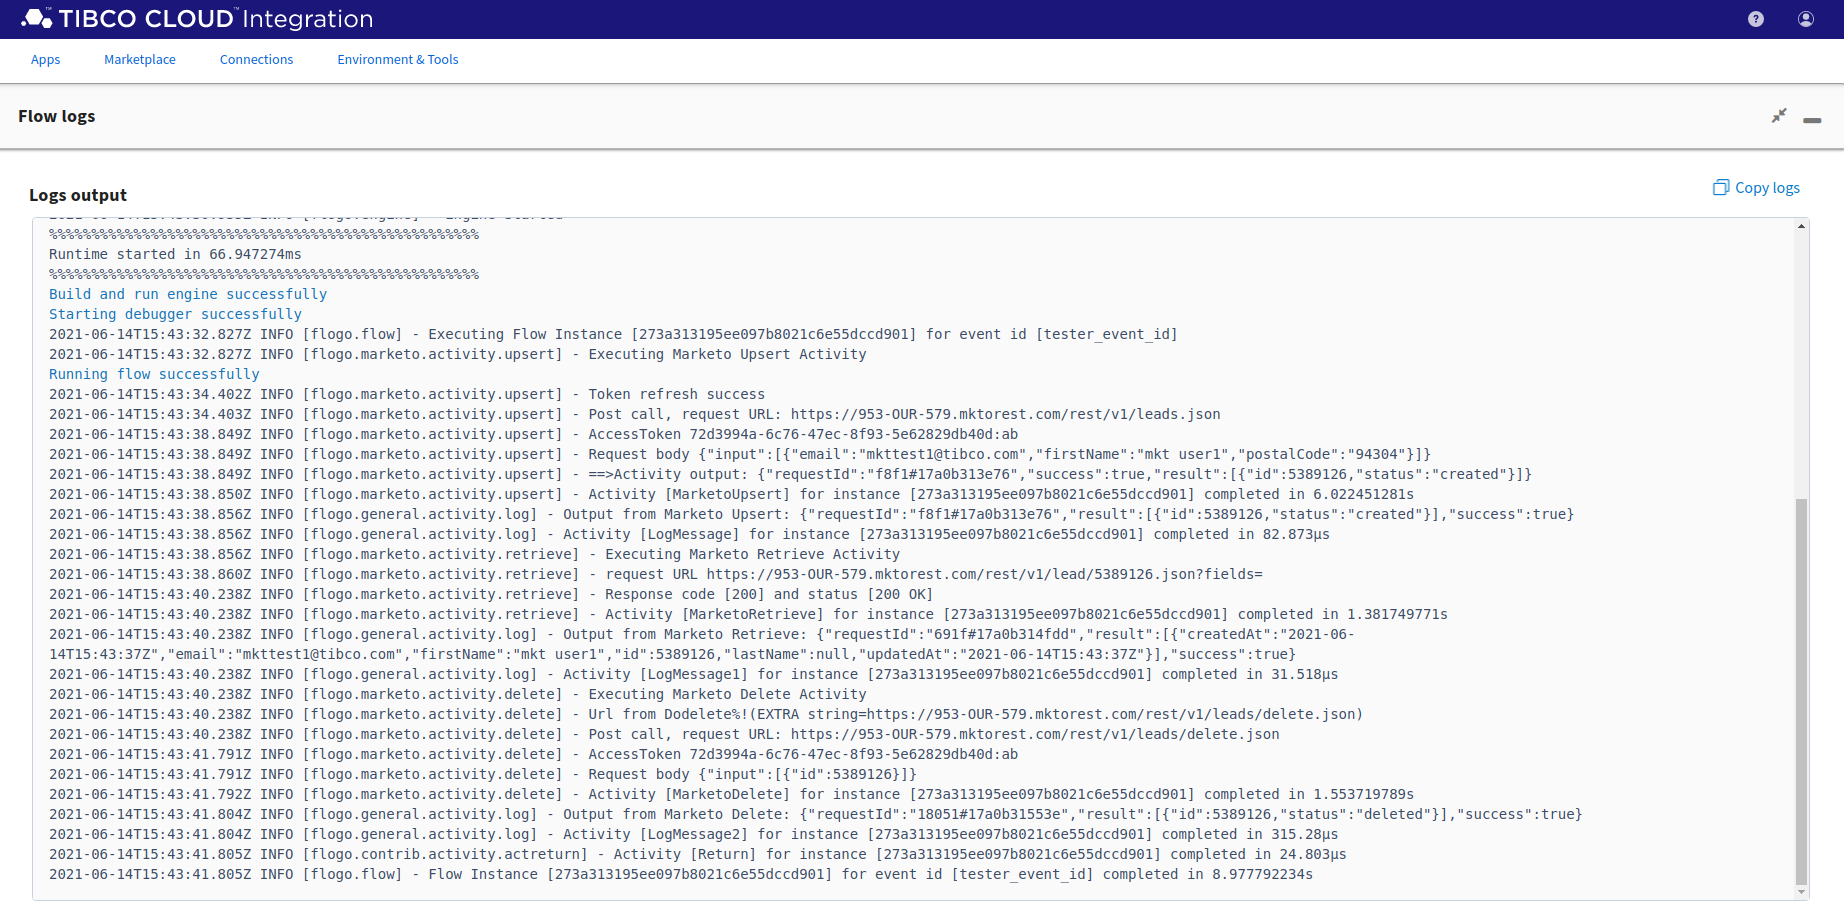 TIBCO CLOUD™ Integration
Apps Marketplace Connections Environment & Tools
Flow logs
Copy logs
Logs output
%%%%%%%%%%%%%%%%%%%%%%%%%%%%%%%%%%%%%%%%%%%%%%%%%%%
Runtime started in 66.947274ms
%%%%%%%%%%%%%%%%%%%%%%%%%%%%%%%%%%%%%%%%%%%%%%%%%%%
Build and run engine successfully
Starting debugger successfully
2021-06-14T15:43:32.827Z INFO [flogo.flow] - Executing Flow Instance [273a313195ee097b8021c6e55dccd901] for event id [tester_event_id]
2021-06-14T15:43:32.827Z INFO [flogo.marketo.activity.upsert] - Executing Marketo Upsert Activity
Running flow successfully
2021-06-14T15:43:34.402Z INFO [flogo.marketo.activity.upsert] - Token refresh success
2021-06-14T15:43:34.403Z INFO [flogo.marketo.activity.upsert] - Post call, request URL: https://953-OUR-579.mktorest.com/rest/v1/leads.json
2021-06-14T15:43:38.849Z INFO [flogo.marketo.activity.upsert] - AccessToken 72d3994a-6c76-47ec-8f93-5e62829db40d:ab
2021-06-14T15:43:38.849Z INFO [flogo.marketo.activity.upsert] - Request body {"input":[{"email":"mkttest1@tibco.com","firstName":"mkt user1","postalCode":"94304"}]}
2021-06-14T15:43:38.849Z INFO [flogo.marketo.activity.upsert] - ==>Activity output: {"requestId":"f8f1#17a0b313e76","success":true,"result":[{"id":5389126,"status":"created"}]}
2021-06-14T15:43:38.850Z INFO [flogo.marketo.activity.upsert] - Activity [MarketoUpsert] for instance [273a313195ee097b8021c6e55dccd901] completed in 6.022451281s
2021-06-14T15:43:38.856Z INFO [flogo.general.activity.log] - Output from Marketo Upsert: {"requestId":"f8f1#17a0b313e76","result":[{"id":5389126,"status":"created"}],"success":true}
2021-06-14T15:43:38.856Z INFO [flogo.general.activity.log] - Activity [LogMessage] for instance [273a313195ee097b8021c6e55dccd901] completed in 82.873µs
2021-06-14T15:43:38.856Z INFO [flogo.marketo.activity.retrieve] - Executing Marketo Retrieve Activity
2021-06-14T15:43:38.860Z INFO [flogo.marketo.activity.retrieve] - request URL https://953-OUR-579.mktorest.com/rest/v1/lead/5389126.json?fields=
2021-06-14T15:43:40.238Z INFO [flogo.marketo.activity.retrieve] - Response code [200] and status [200 OK]
2021-06-14T15:43:40.238Z INFO [flogo.marketo.activity.retrieve] - Activity [MarketoRetrieve] for instance [273a313195ee097b8021c6e55dccd901] completed in 1.381749771s
2021-06-14T15:43:40.238Z INFO [flogo.general.activity.log] - Output from Marketo Retrieve: {"requestId":"691f#17a0b314fdd","result":[{"createdAt":"2021-06-
14T15:43:37Z","email":"mkttest1@tibco.com","firstName":"mkt user1","id":5389126,"lastName":null,"updatedAt":"2021-06-14T15:43:37Z"}],"success":true}
2021-06-14T15:43:40.238Z INFO [flogo.general.activity.log] - Activity [LogMessage1] for instance [273a313195ee097b8021c6e55dccd901] completed in 31.518µs
2021-06-14T15:43:40.238Z INFO [flogo.marketo.activity.delete] - Executing Marketo Delete Activity
2021-06-14T15:43:40.238Z INFO [flogo.marketo.activity.delete] - Url from Dodelete%!(EXTRA string=https://953-OUR-579.mktorest.com/rest/v1/leads/delete.json)
2021-06-14T15:43:40.238Z INFO [flogo.marketo.activity.delete] - Post call, request URL: https://953-OUR-579.mktorest.com/rest/v1/leads/delete.json
2021-06-14T15:43:41.791Z INFO [flogo.marketo.activity.delete] - AccessToken 72d3994a-6c76-47ec-8f93-5e62829db40d:ab
2021-06-14T15:43:41.791Z INFO [flogo.marketo.activity.delete] - Request body {"input":[{"id":5389126}]}
2021-06-14T15:43:41.792Z INFO [flogo.marketo.activity.delete] - Activity [MarketoDelete] for instance [273a313195ee097b8021c6e55dccd901] completed in 1.553719789s
2021-06-14T15:43:41.804Z INFO [flogo.general.activity.log] - Output from Marketo Delete: {"requestId":"18051#17a0b31553e","result":[{"id":5389126,"status":"deleted"}],"success":true}
2021-06-14T15:43:41.804Z INFO [flogo.general.activity.log] - Activity [LogMessage2] for instance [273a313195ee097b8021c6e55dccd901] completed in 315.28µs
2021-06-14T15:43:41.805Z INFO [flogo.contrib.activity.actreturn] - Activity [Return] for instance [273a313195ee097b8021c6e55dccd901] completed in 24.803µs
2021-06-14T15:43:41.805Z INFO [flogo.flow] - Flow Instance [273a313195ee097b8021c6e55dccd901] for event id [tester_event_id] completed in 8.977792234s